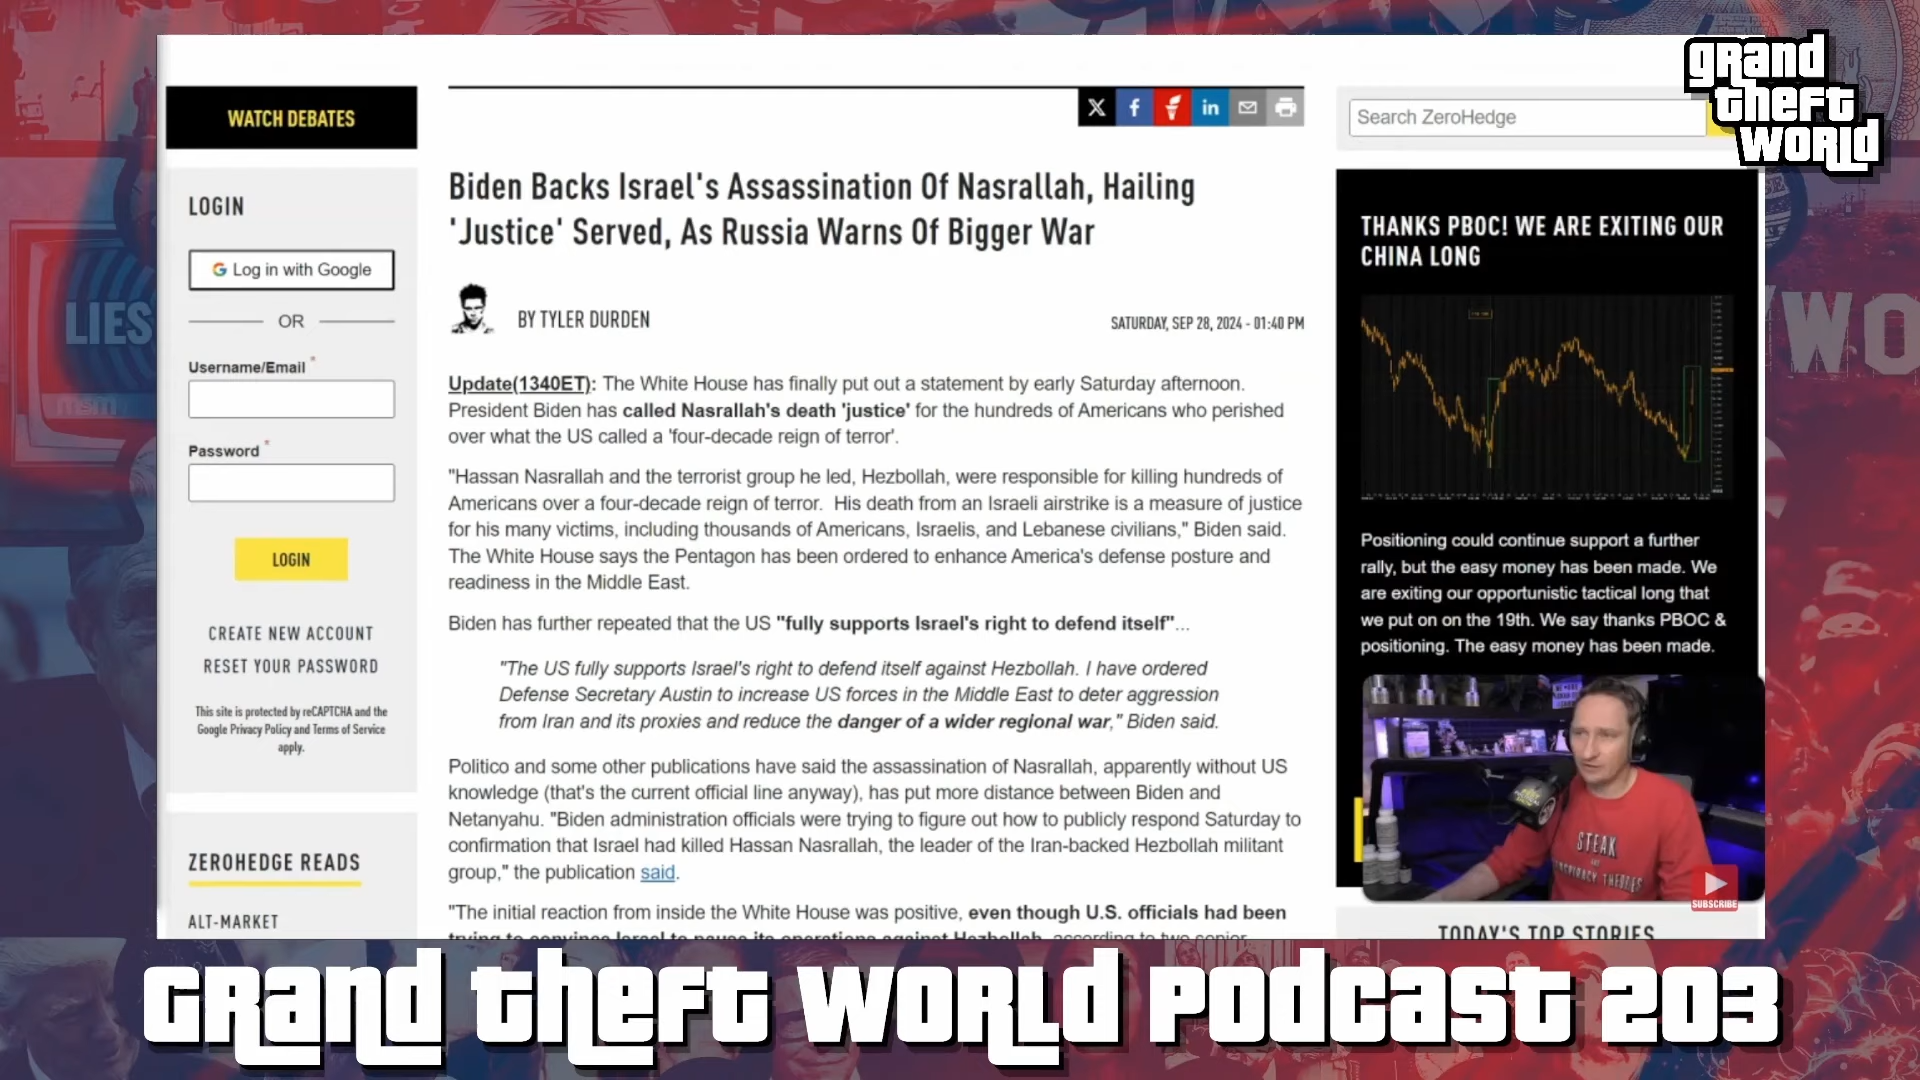 grand
theft
world
WATCH DEBATES
LOGIN
Log in with Google
OR
Username/Email *
Password *
LOGIN
CREATE NEW ACCOUNT
RESET YOUR PASSWORD
This site is protected by reCAPTCHA and the
Google Privacy Policy and Terms of Service
apply.
ZEROHEDGE READS
ALT-MARKET
Biden Backs Israel's Assassination Of Nasrallah, Hailing
'Justice' Served, As Russia Warns Of Bigger War
BY TYLER DURDEN
SATURDAY, SEP 28, 2024 - 01:40 PM
Update(1340ET): The White House has finally put out a statement by early Saturday afternoon.
President Biden has called Nasrallah's death 'justice' for the hundreds of Americans who perished
over what the US called a 'four-decade reign of terror'.
"Hassan Nasrallah and the terrorist group he led, Hezbollah, were responsible for killing hundreds of
Americans over a four-decade reign of terror. His death from an Israeli airstrike is a measure of justice
for his many victims, including thousands of Americans, Israelis, and Lebanese civilians," Biden said.
The White House says the Pentagon has been ordered to enhance America's defense posture and
readiness in the Middle East.
Biden has further repeated that the US "fully supports Israel's right to defend itself"...
"The US fully supports Israel's right to defend itself against Hezbollah. I have ordered
Defense Secretary Austin to increase US forces in the Middle East to deter aggression
from Iran and its proxies and reduce the danger of a wider regional war," Biden said.
Politico and some other publications have said the assassination of Nasrallah, apparently without US
knowledge (that's the current official line anyway), has put more distance between Biden and
Netanyahu. "Biden administration officials were trying to figure out how to publicly respond Saturday to
confirmation that Israel had killed Hassan Nasrallah, the leader of the Iran-backed Hezbollah militant
group," the publication said.
"The initial reaction from inside the White House was positive, even though U.S. officials had been
trying to convince Israel to pause its operations against Hezbollah, according to two senior
Search ZeroHedge
THANKS PBOC! WE ARE EXITING OUR
CHINA LONG
Positioning could continue support a further
rally, but the easy money has been made. We
are exiting our opportunistic tactical long that
we put on on the 19th. We say thanks PBOC &
positioning. The easy money has been made.
STEAK
SUBSCRIBE
TODAY'S TOP STORIES
LIES
msm
WO
GRAND THEFT WORLD PODCAST 203